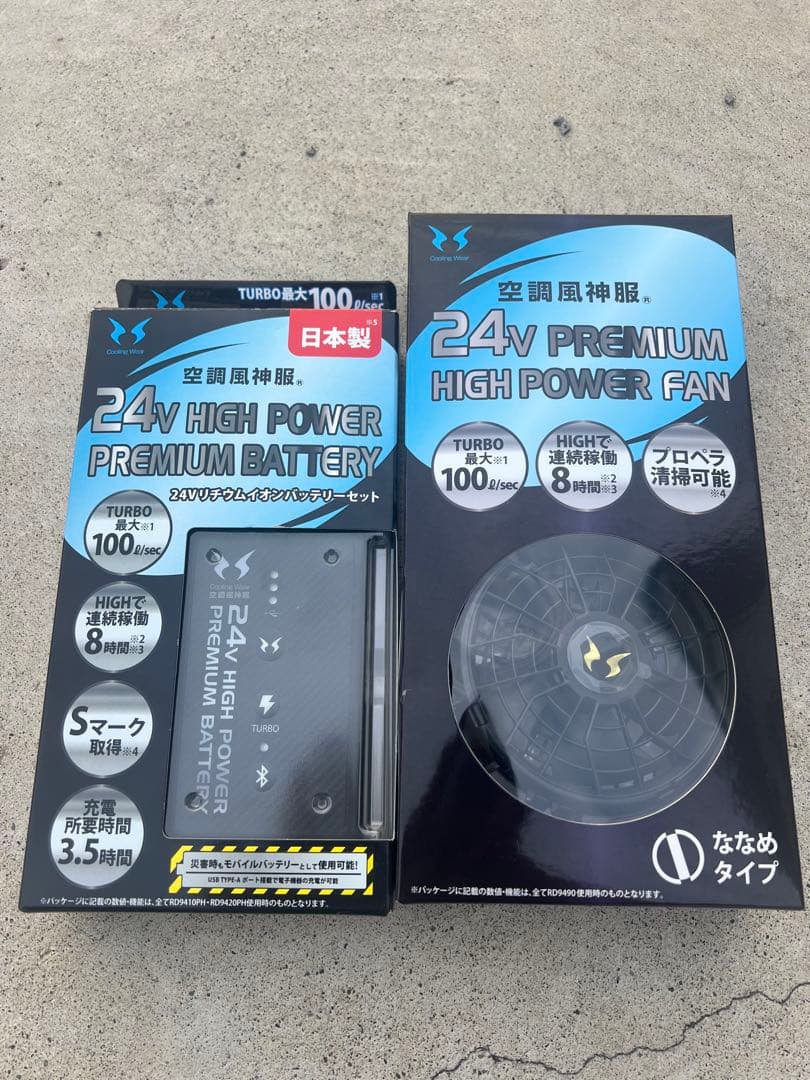 TURBO最大100ℓ/sec※1
Cooling Wear
日本製※5
空調風神服®
24V HIGH POWER
PREMIUM BATTERY
24Vリチウムイオンバッテリーセット
TURBO
最大※1
100ℓ/sec
HIGHで
連続稼働
8時間※2※3
Sマーク
取得※4
充電
所要時間
3.5時間
Cooling Wear
空調風神服
24V HIGH POWER
PREMIUM BATTERY
TURBO
災害時もモバイルバッテリーとして使用可能!
USB TYPE-A ポート搭載で電子機器の充電が可能
※パッケージに記載の数値・機能は、全てRD9410PH・RD9420PH使用時のものとなります。
Cooling Wear
空調風神服®
24V PREMIUM
HIGH POWER FAN
TURBO
最大※1
100ℓ/sec
HIGHで
連続稼働
8時間※2※3
プロペラ
清掃可能
※4
ななめ
タイプ
※パッケージに記載の数値・機能は、全てRD9490使用時のものとなります。